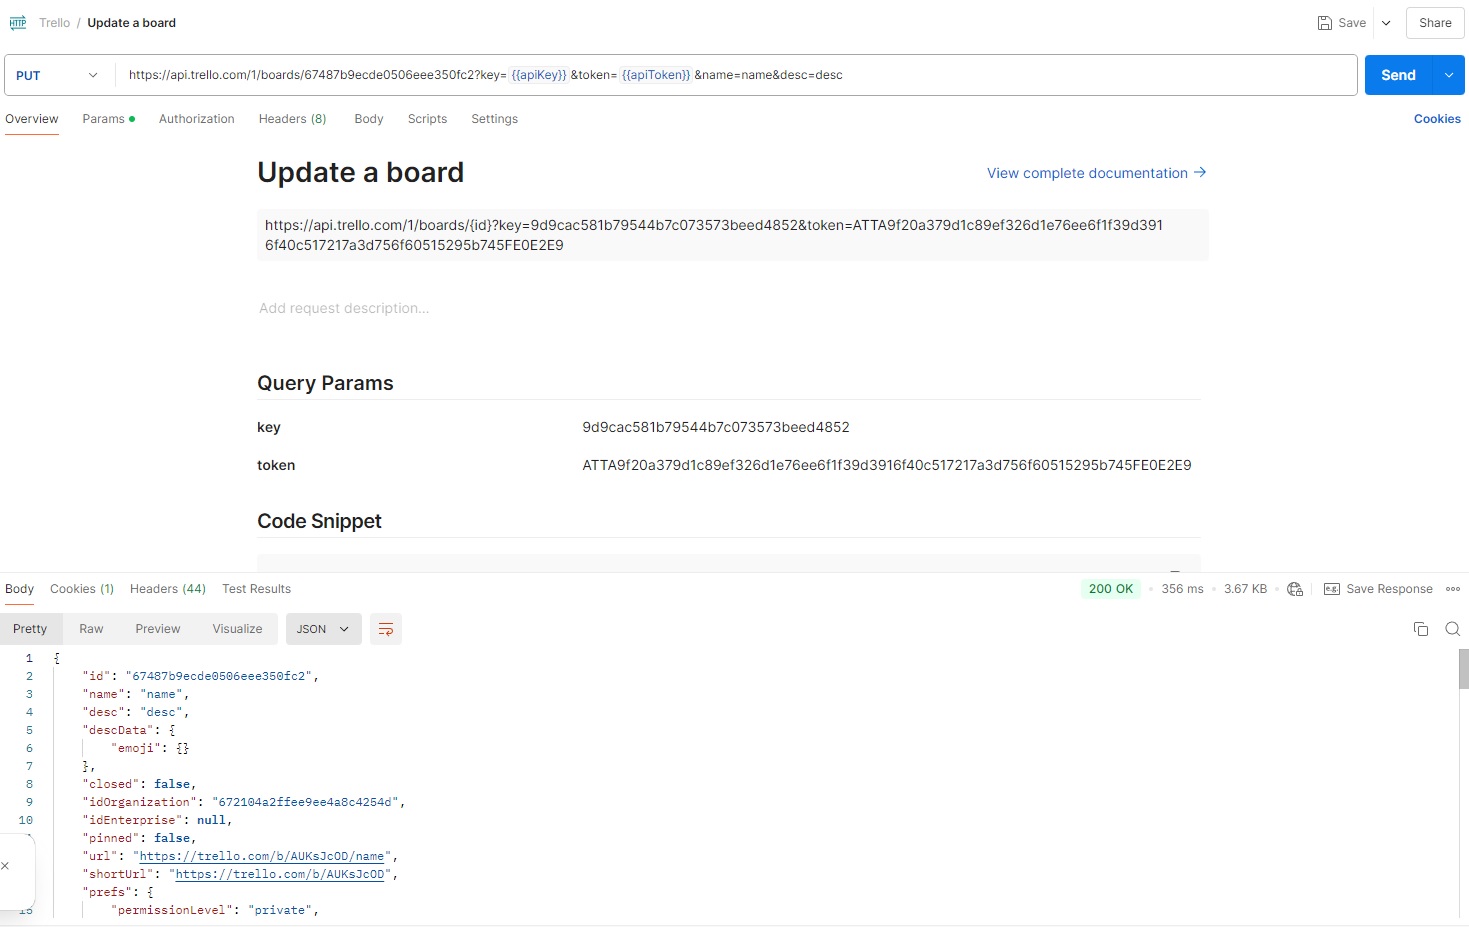 HTTP Trello / Update a board Save Share
PUT https://api.trello.com/1/boards/67487b9ecde0506eee350fc2?key= {{apiKey}} &token= {{apiToken}} &name=name&desc=desc Send
Overview Params Authorization Headers (8) Body Scripts Settings Cookies
Update a board View complete documentation →
https://api.trello.com/1/boards/{id}?key=9d9cac581b79544b7c073573beed4852&token=ATTA9f20a379d1c89ef326d1e76ee6f1f39d391
6f40c517217a3d756f60515295b745FE0E2E9
Add request description...
Query Params
key 9d9cac581b79544b7c073573beed4852
token ATTA9f20a379d1c89ef326d1e76ee6f1f39d3916f40c517217a3d756f60515295b745FE0E2E9
Code Snippet
Body Cookies (1) Headers (44) Test Results 200 OK • 356 ms • 3.67 KB • e.g. Save Response
Pretty Raw Preview Visualize JSON
1 {
2 "id": "67487b9ecde0506eee350fc2",
3 "name": "name",
4 "desc": "desc",
5 "descData": {
6 "emoji": {}
7 },
8 "closed": false,
9 "idOrganization": "672104a2ffee9ee4a8c4254d",
10 "idEnterprise": null,
"pinned": false,
"url": "https://trello.com/b/AUKsJcOD/name",
"shortUrl": "https://trello.com/b/AUKsJcOD",
"prefs": {
15 "permissionLevel": "private",